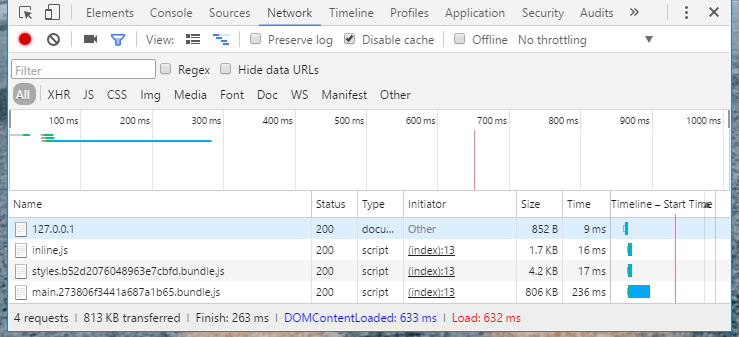 Elements Console Sources Network Timeline Profiles Application Security Audits »
View: Preserve log Disable cache Offline No throttling
Filter Regex Hide data URLs
All XHR JS CSS Img Media Font Doc WS Manifest Other
100 ms 200 ms 300 ms 400 ms 500 ms 600 ms 700 ms 800 ms 900 ms 1000 ms
Name Status Type Initiator Size Time Timeline – Start Time
127.0.0.1 200 docu... Other 852 B 9 ms
inline.js 200 script (index):13 1.7 KB 16 ms
styles.b52d2076048963e7cbfd.bundle.js 200 script (index):13 4.2 KB 17 ms
main.273806f3441a687a1b65.bundle.js 200 script (index):13 806 KB 236 ms
4 requests | 813 KB transferred | Finish: 263 ms | DOMContentLoaded: 633 ms | Load: 632 ms